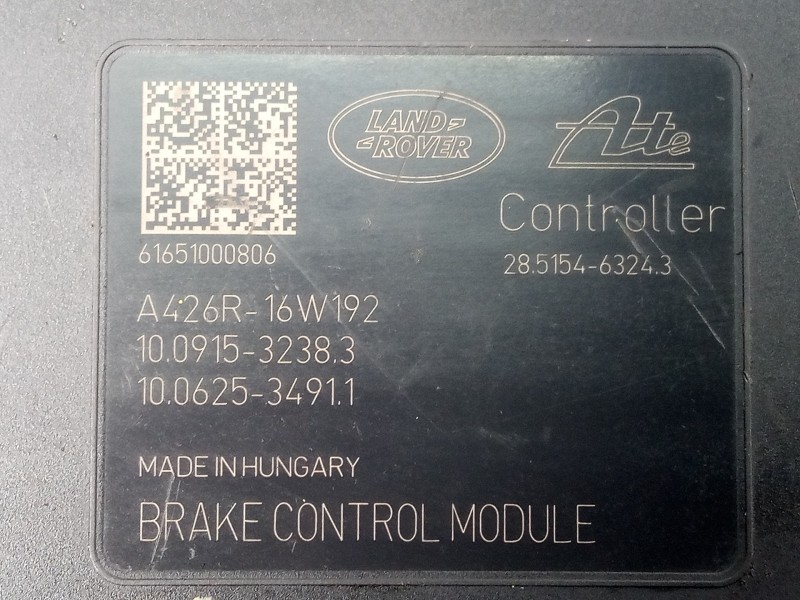 LAND ROVER
Ate
Controller
61651000806
28.5154-6324.3
A426R-16W192
10.0915-3238.3
10.0625-3491.1
MADE IN HUNGARY
BRAKE CONTROL MODULE